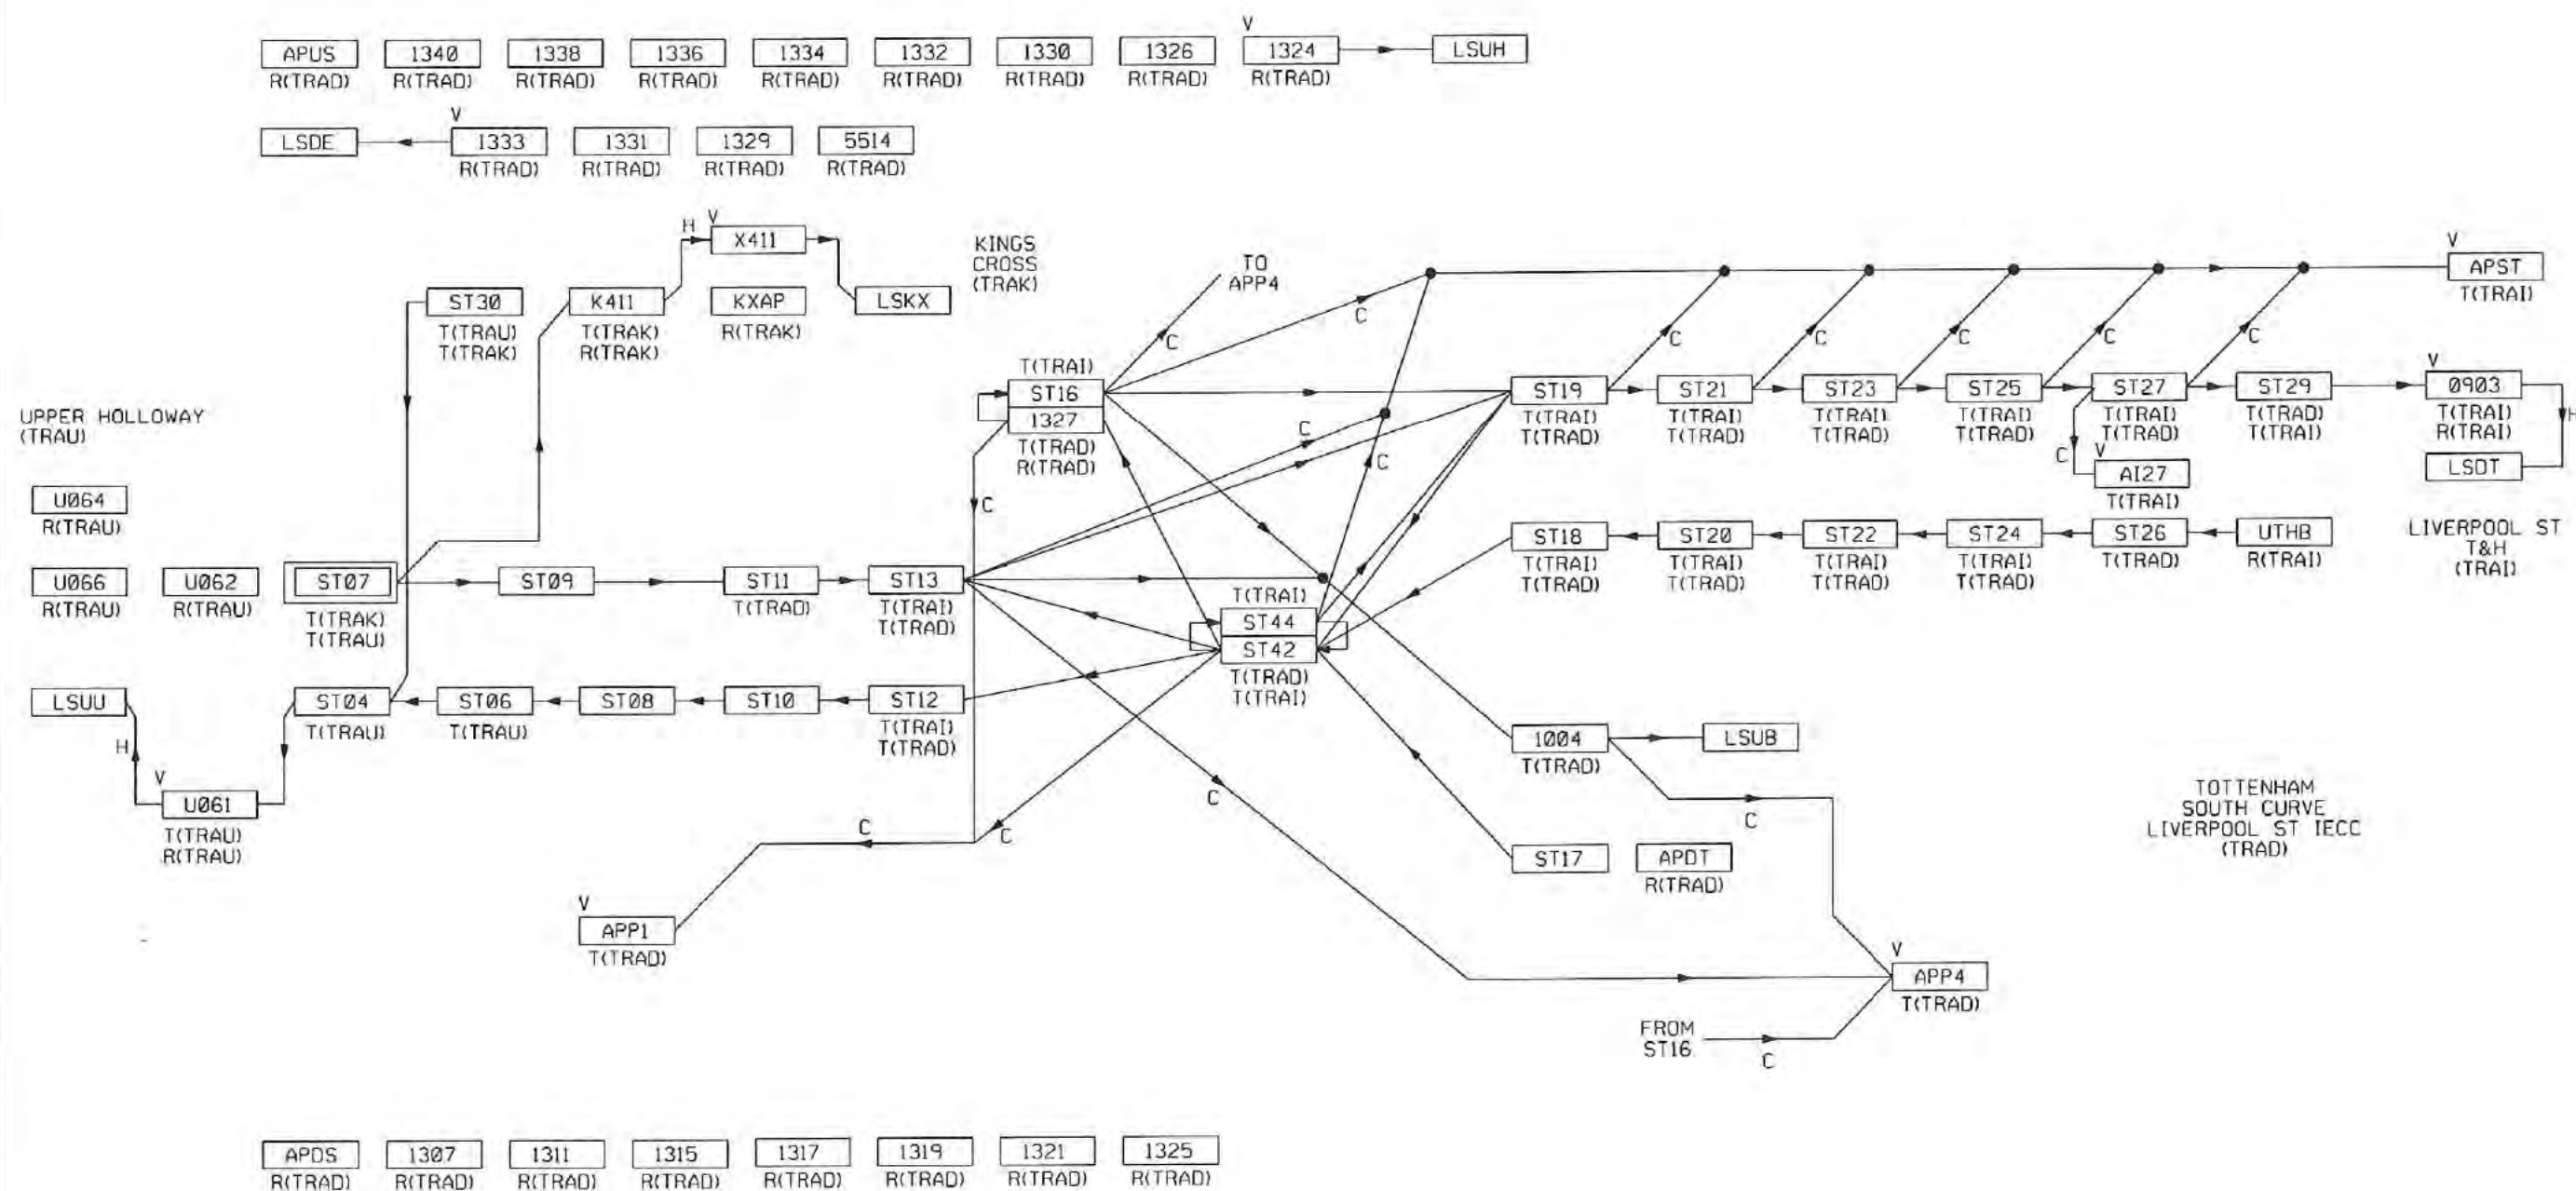 V
APUS 1340 1338 1336 1334 1332 1330 1326 1324 LSUH
R(TRAD) R(TRAD) R(TRAD) R(TRAD) R(TRAD) R(TRAD) R(TRAD) R(TRAD) R(TRAD)
V
LSDE 1333 1331 1329 5514
R(TRAD) R(TRAD) R(TRAD) R(TRAD)
H V
X411
KINGS
CROSS
(TRAK)
TO
APP4
V
APST
T(TRAI)
ST30 K411 KXAP LSKX
T(TRAU) T(TRAK) R(TRAK)
T(TRAK) R(TRAK)
C C C C C C C
T(TRAI)
ST16
1327
T(TRAD)
R(TRAD)
V
ST19 ST21 ST23 ST25 ST27 ST29 0903
T(TRAI) T(TRAI) T(TRAI) T(TRAI) T(TRAI) T(TRAD) T(TRAI)
T(TRAD) T(TRAD) T(TRAD) T(TRAD) T(TRAD) T(TRAI) R(TRAI)
H
UPPER HOLLOWAY
(TRAU)
C C C V
AI27
T(TRAI)
LSDT
C
U064
R(TRAU)
ST18 ST20 ST22 ST24 ST26 UTHB
T(TRAI) T(TRAI) T(TRAI) T(TRAI) T(TRAD) R(TRAI)
T(TRAD) T(TRAD) T(TRAD) T(TRAD)
LIVERPOOL ST
T&H
(TRAI)
U066 U062 ST07 ST09 ST11 ST13
R(TRAU) R(TRAU) T(TRAK) T(TRAD) T(TRAI)
T(TRAU) T(TRAD)
T(TRAI)
ST44
ST42
T(TRAD)
T(TRAI)
LSUU ST04 ST06 ST08 ST10 ST12
T(TRAU) T(TRAU) T(TRAI)
T(TRAD)
H
V
U061
T(TRAU)
R(TRAU)
1004 LSUB
T(TRAD)
C C C C
TOTTENHAM
SOUTH CURVE
LIVERPOOL ST IECC
(TRAD)
ST17 APDT
R(TRAD)
V
APP1
T(TRAD)
V
APP4
T(TRAD)
FROM
ST16
C
APDS 1307 1311 1315 1317 1319 1321 1325
R(TRAD) R(TRAD) R(TRAD) R(TRAD) R(TRAD) R(TRAD) R(TRAD) R(TRAD)